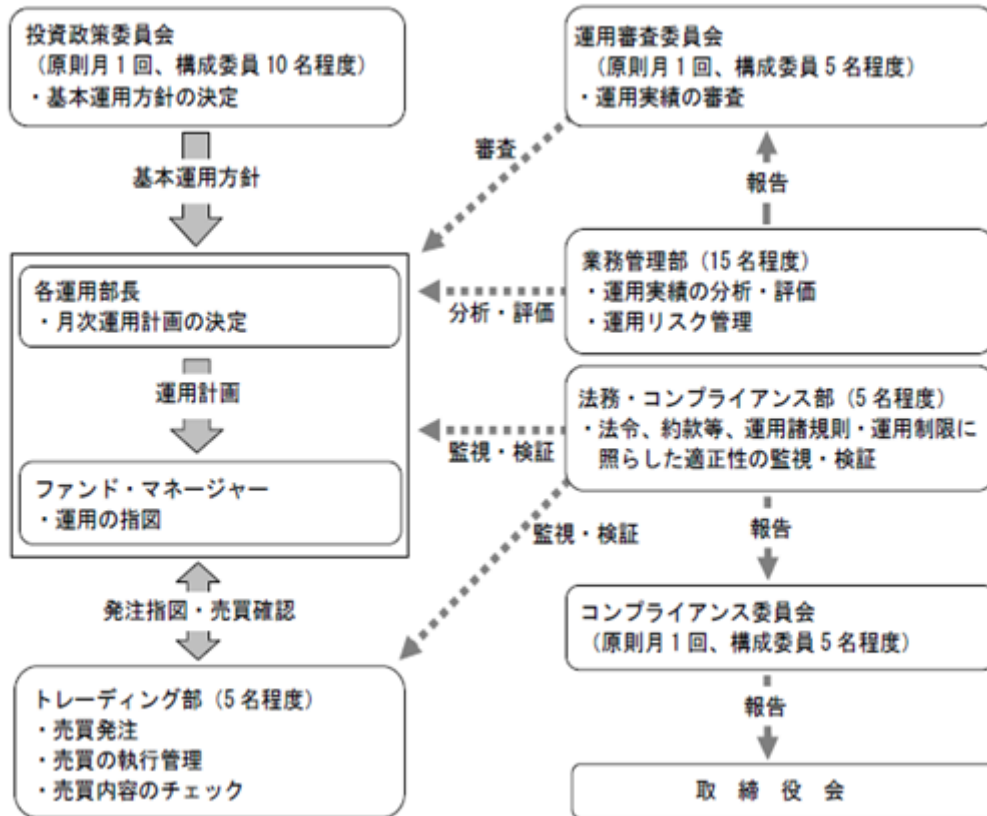 投資政策委員会
（原則月1回、構成委員10名程度）
・基本運用方針の決定
基本運用方針
各運用部長
・月次運用計画の決定
運用計画
ファンド・マネージャー
・運用の指図
発注指図・売買確認
トレーディング部（5名程度）
・売買発注
・売買の執行管理
・売買内容のチェック
運用審査委員会
（原則月1回、構成委員5名程度）
・運用実績の審査
審査
報告
業務管理部（15名程度）
・運用実績の分析・評価
・運用リスク管理
分析・評価
法務・コンプライアンス部（5名程度）
・法令、約款等、運用諸規則・運用制限に
照らした適正性の監視・検証
監視・検証
監視・検証
報告
コンプライアンス委員会
（原則月1回、構成委員5名程度）
報告
取　締　役　会